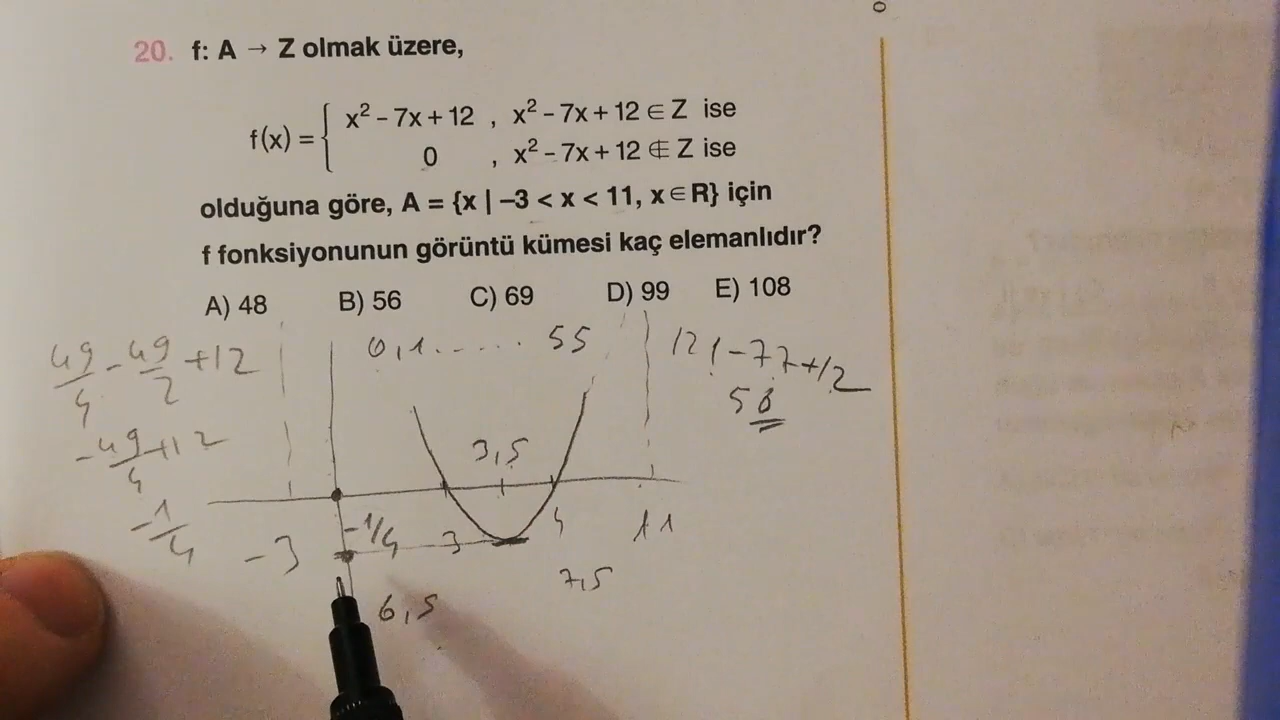 20. f: A → Z olmak üzere,
f(x) = { x² – 7x + 12 , x² – 7x + 12 ∈ Z ise
0 , x² – 7x + 12 ∉ Z ise
olduğuna göre, A = {x | –3 < x < 11, x ∈ R} için
f fonksiyonunun görüntü kümesi kaç elemanlıdır?
A) 48 B) 56 C) 69 D) 99 E) 108
49/4 - 49/2 + 12
0, 1 ...... 55
121 - 77 + 12
56
-49/4 + 12
3,5
-1/4
-3
-1/4
3
4
11
7,5
6,5